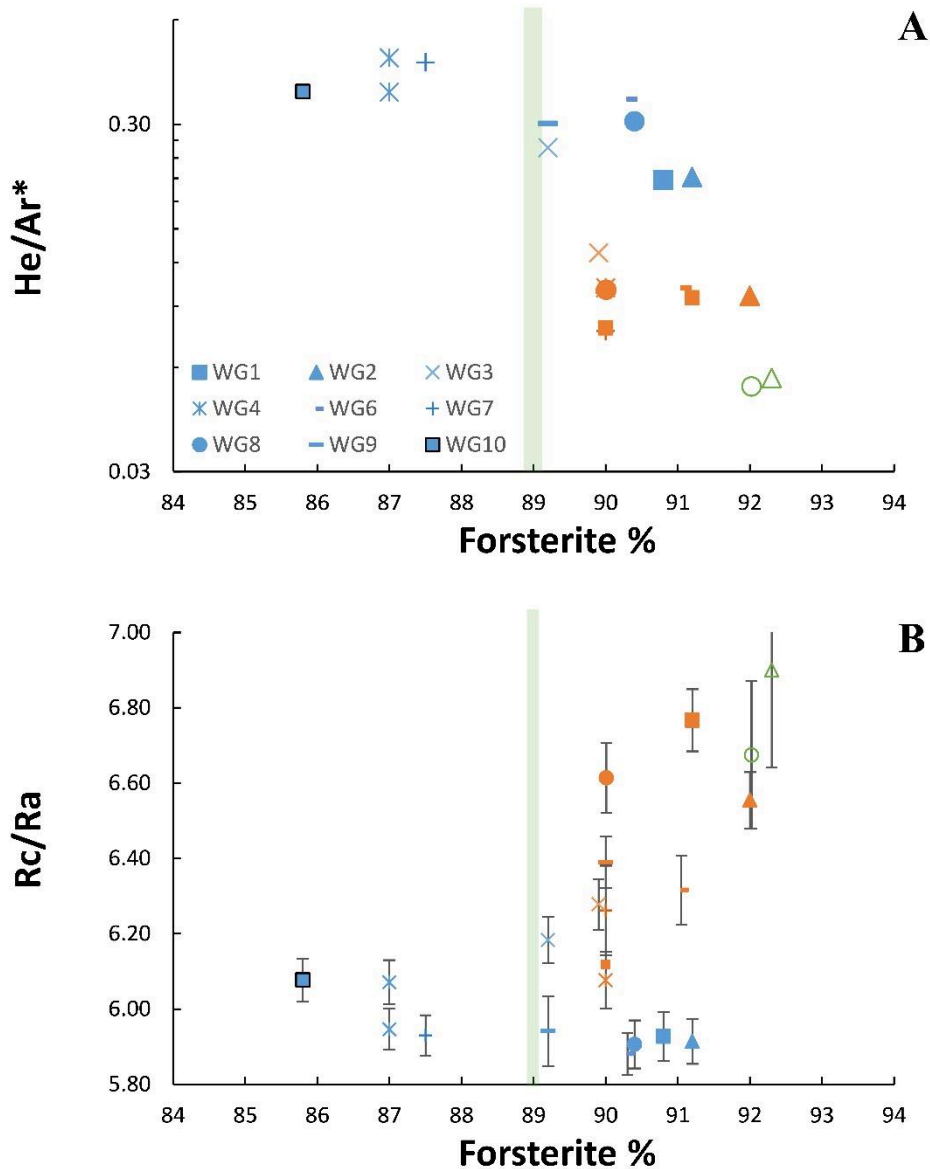 A
0.30
He/Ar*
WG1 WG2 WG3
WG4 WG6 WG7
WG8 WG9 WG10
0.03
84 85 86 87 88 89 90 91 92 93 94
Forsterite %
B
7.00
6.80
6.60
Rc/Ra
6.40
6.20
6.00
5.80
84 85 86 87 88 89 90 91 92 93 94
Forsterite %